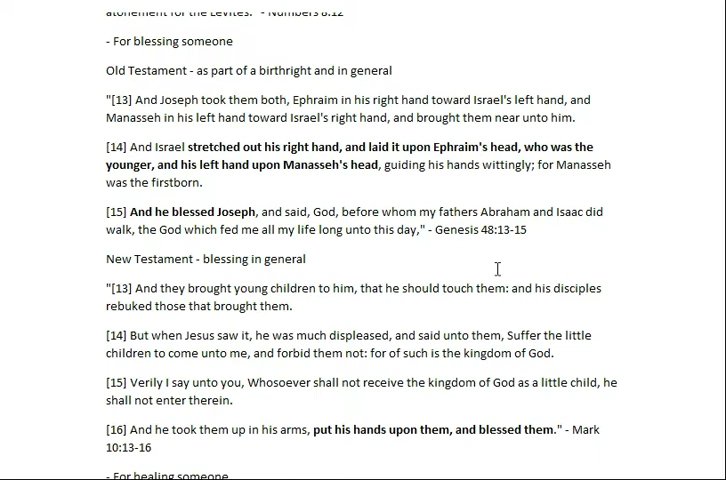 atonement for the Levites." - Numbers 8:12
- For blessing someone
Old Testament - as part of a birthright and in general
"[13] And Joseph took them both, Ephraim in his right hand toward Israel's left hand, and
Manasseh in his left hand toward Israel's right hand, and brought them near unto him.
[14] And Israel stretched out his right hand, and laid it upon Ephraim's head, who was the
younger, and his left hand upon Manasseh's head, guiding his hands wittingly; for Manasseh
was the firstborn.
[15] And he blessed Joseph, and said, God, before whom my fathers Abraham and Isaac did
walk, the God which fed me all my life long unto this day," - Genesis 48:13-15
New Testament - blessing in general
"[13] And they brought young children to him, that he should touch them: and his disciples
rebuked those that brought them.
[14] But when Jesus saw it, he was much displeased, and said unto them, Suffer the little
children to come unto me, and forbid them not: for of such is the kingdom of God.
[15] Verily I say unto you, Whosoever shall not receive the kingdom of God as a little child, he
shall not enter therein.
[16] And he took them up in his arms, put his hands upon them, and blessed them." - Mark
10:13-16
- For healing someone